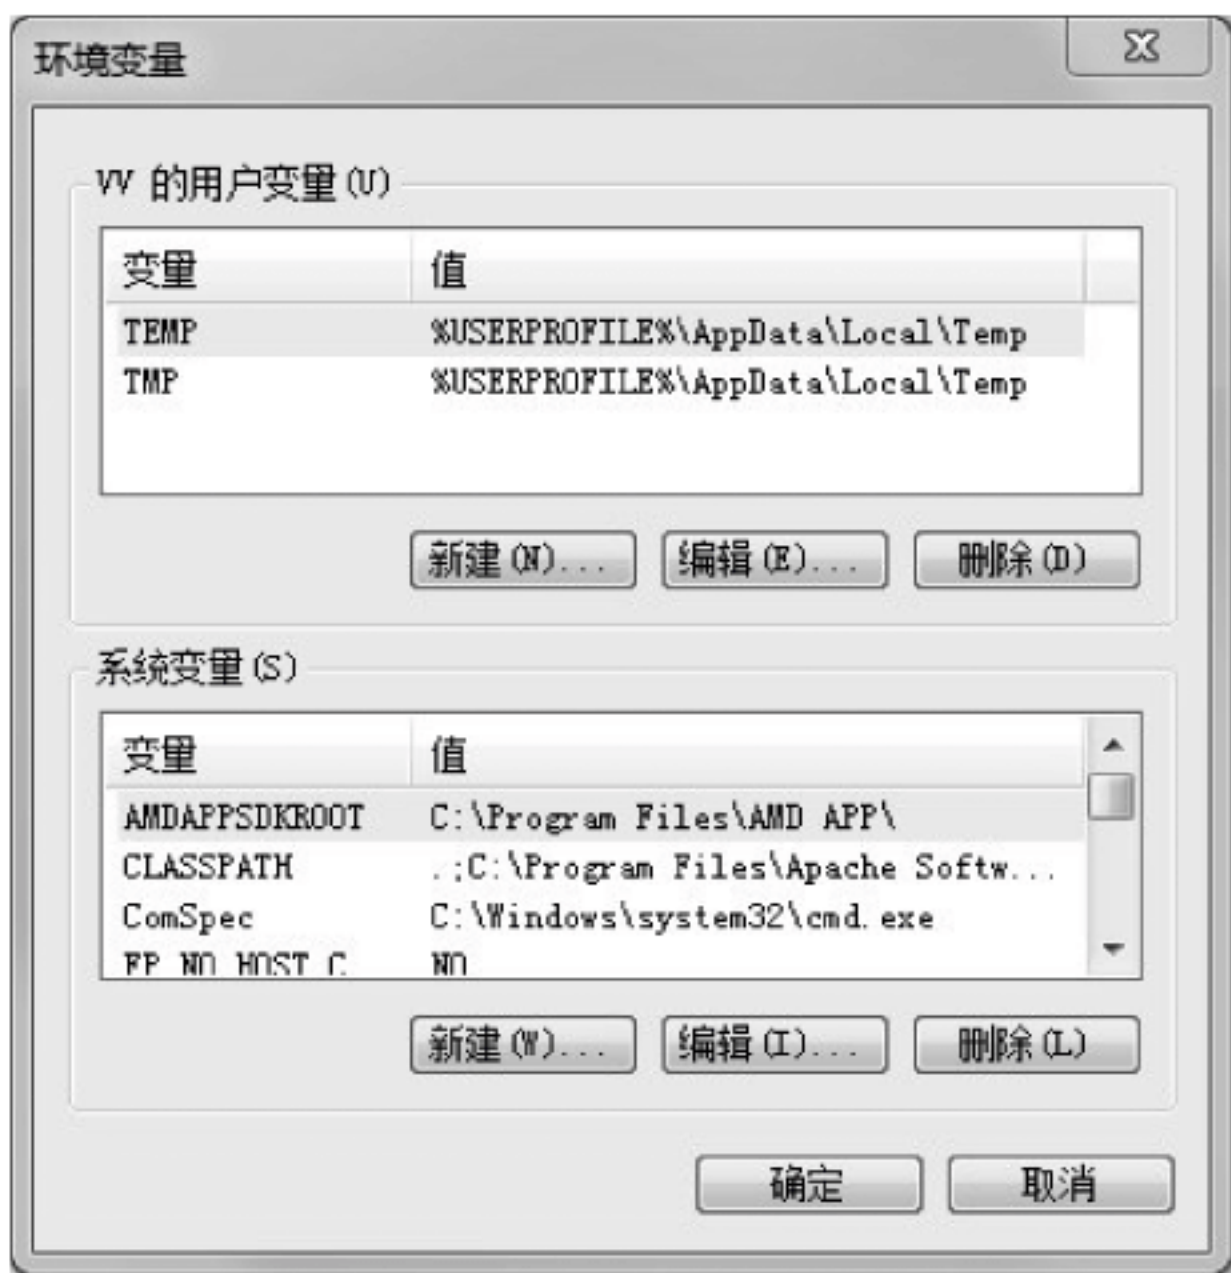 环境变量
VV 的用户变量(U)
变量 值
TEMP %USERPROFILE%\AppData\Local\Temp
TMP %USERPROFILE%\AppData\Local\Temp
新建(N)... 编辑(E)... 删除(D)
系统变量(S)
变量 值
AMDAPPSDKROOT C:\Program Files\AMD APP\
CLASSPATH .;C:\Program Files\Apache Softw...
ComSpec C:\Windows\system32\cmd.exe
FP_NO_HOST_C NO
新建(W)... 编辑(I)... 删除(L)
确定 取消